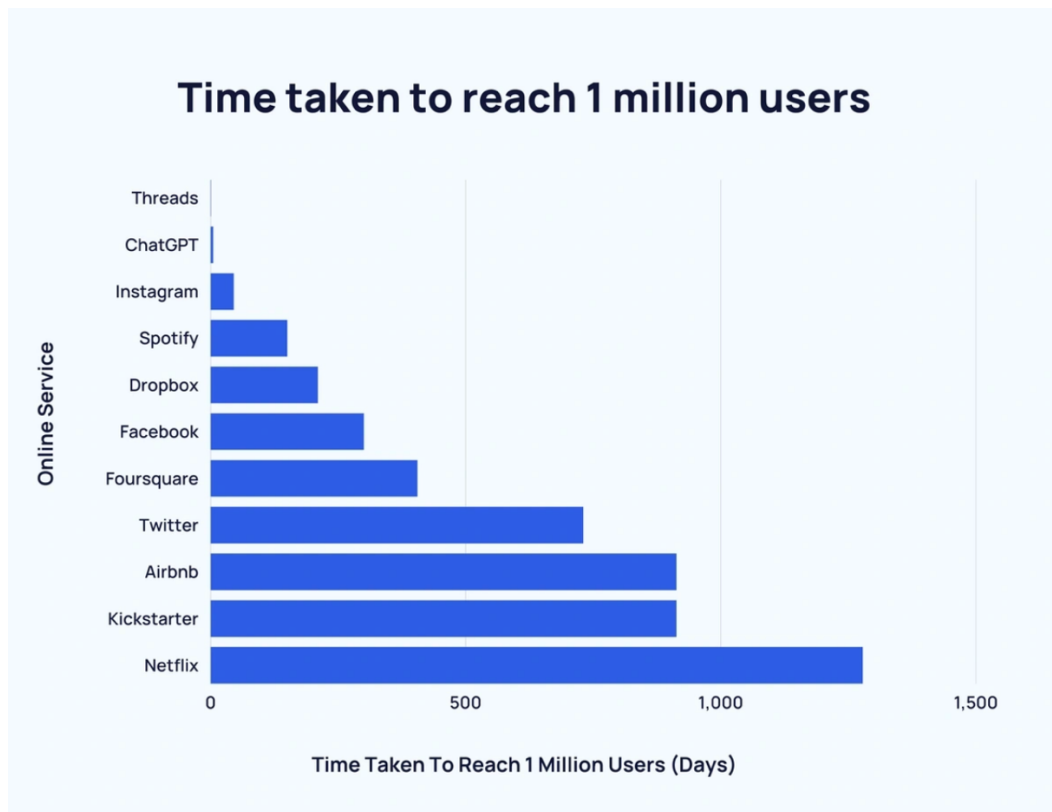 Time taken to reach 1 million users
Online Service
Threads
ChatGPT
Instagram
Spotify
Dropbox
Facebook
Foursquare
Twitter
Airbnb
Kickstarter
Netflix
0 500 1,000 1,500
Time Taken To Reach 1 Million Users (Days)